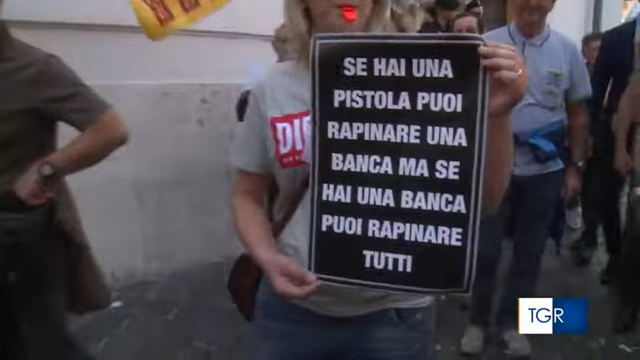 SE HAI UNA
PISTOLA PUOI
RAPINARE UNA
BANCA MA SE
HAI UNA BANCA
PUOI RAPINARE
TUTTI
TGR